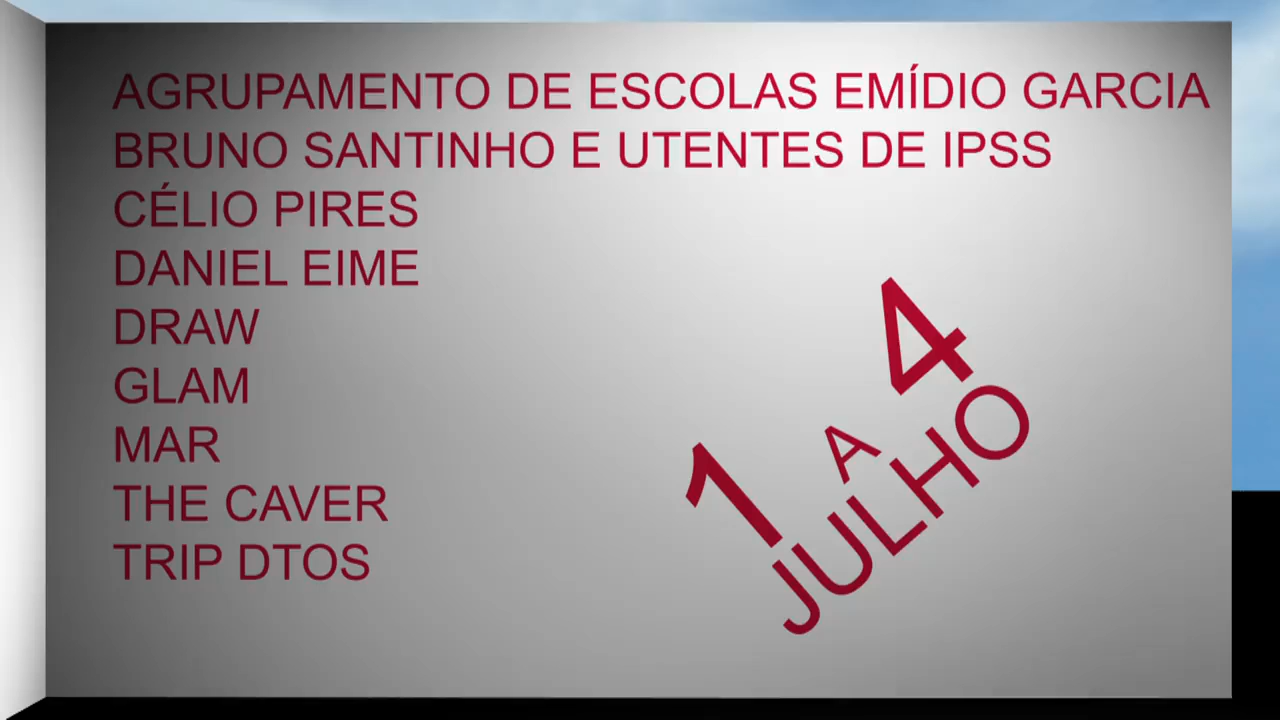 AGRUPAMENTO DE ESCOLAS EMÍDIO GARCIA
BRUNO SANTINHO E UTENTES DE IPSS
CÉLIO PIRES
DANIEL EIME
DRAW
GLAM
MAR
THE CAVER
TRIP DTOS
1 A 4
JULHO